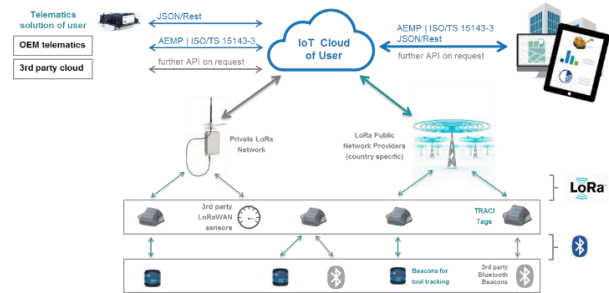 Telematics
solution of user
OEM telematics
3rd party cloud
JSON/Rest
AEMP | ISO/TS 15143-3
further API on request
IoT Cloud
of User
AEMP | ISO/TS 15143-3
JSON/Rest
further API on request
Private LoRa
Network
LoRa Public
Network Providers
(country specific)
LoRa
3rd party
LoRaWAN
sensors
TRACI
Tags
Beacons for
tool tracking
3rd party
Bluetooth
Beacons